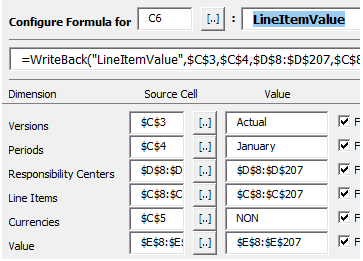 Configure Formula for C6 [..] : LineItemValue
=WriteBack("LineItemValue",$C$3,$C$4,$D$8:$D$207,$C$8
Dimension Source Cell Value
Versions $C$3 [..] Actual F
Periods $C$4 [..] January F
Responsibility Centers $D$8:$D [..] $D$8:$D$207 F
Line Items $C$8:$C [..] $C$8:$C$207 F
Currencies $C$5 [..] NON F
Value $E$8:$E [..] $E$8:$E$207 F